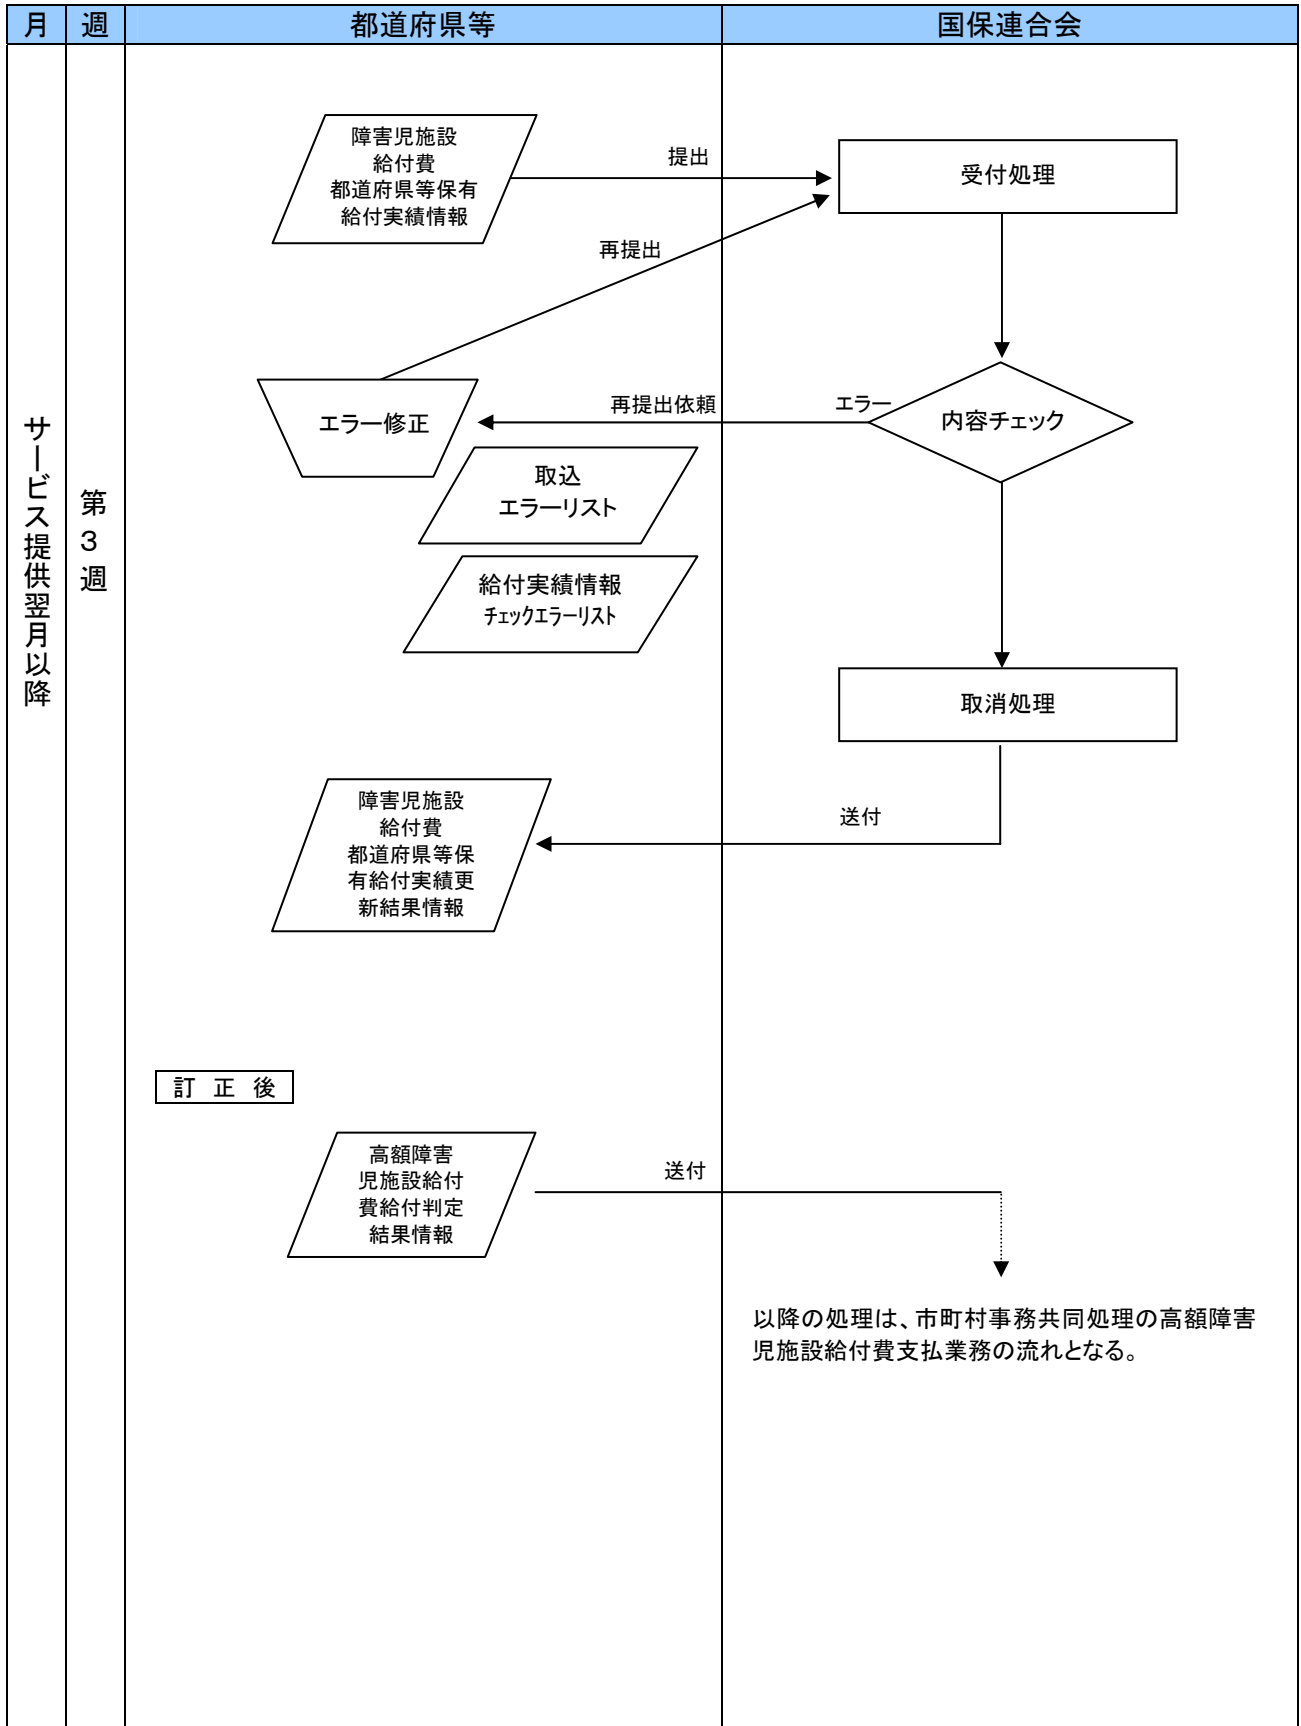 月
週
都道府県等
国保連合会
障害児施設
給付費
都道府県等保有
給付実績情報
提出
受付処理
再提出
エラー修正
再提出依頼
エラー
内容チェック
取込
エラーリスト
サービス提供翌月以降
第3週
給付実績情報
ﾁｪｯｸｴﾗｰﾘｽﾄ
取消処理
障害児施設
給付費
都道府県等保
有給付実績更
新結果情報
送付
訂 正 後
高額障害
児施設給付
費給付判定
結果情報
送付
以降の処理は、市町村事務共同処理の高額障害
児施設給付費支払業務の流れとなる。